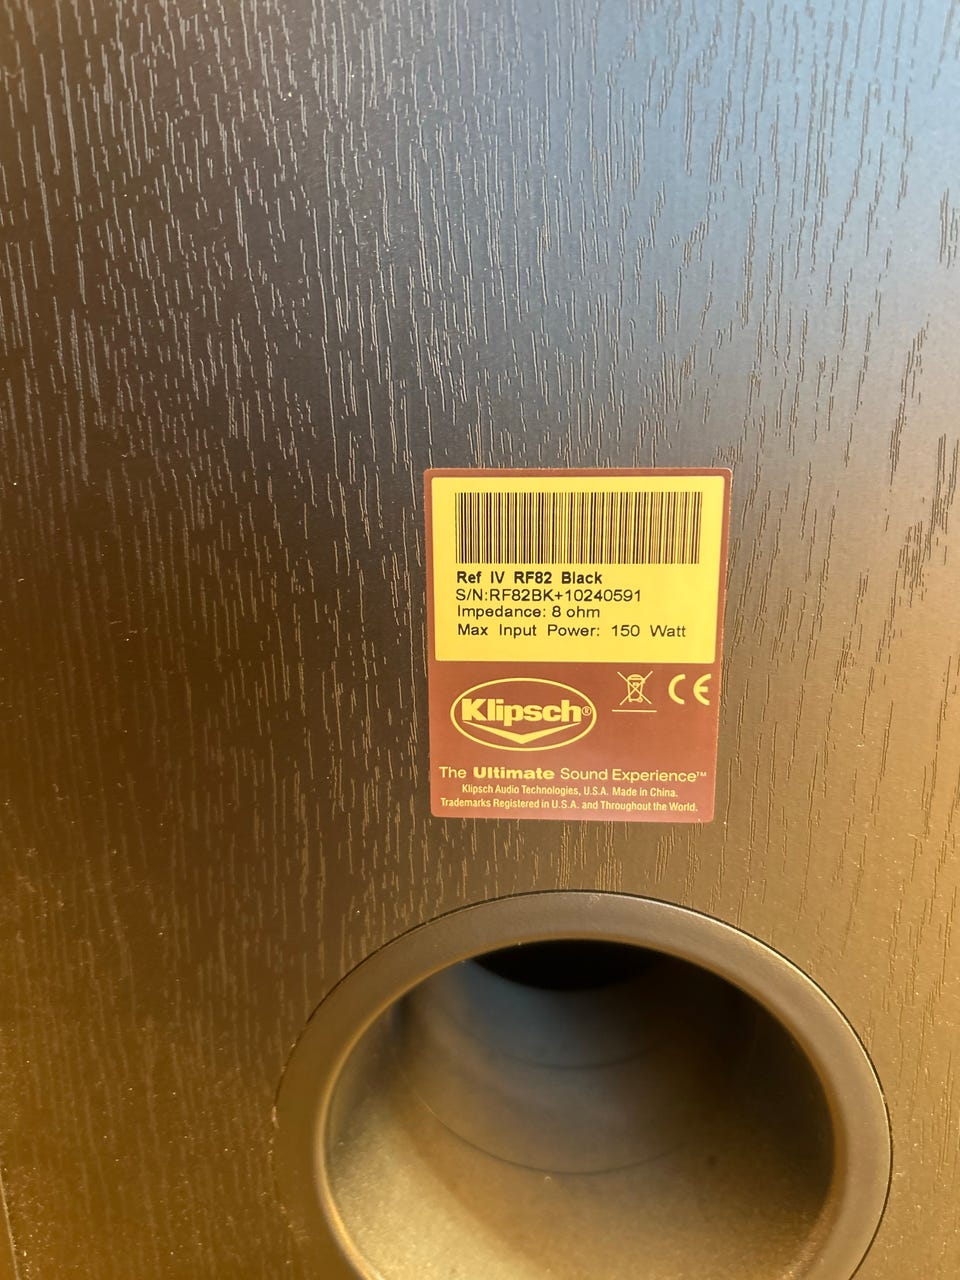 Ref IV RF82 Black
S/N:RF82BK+10240591
Impedance: 8 ohm
Max Input Power: 150 Watt
Klipsch®
CE
The Ultimate Sound Experience™
Klipsch Audio Technologies, U.S.A. Made in China.
Trademarks Registered in U.S.A. and Throughout the World.